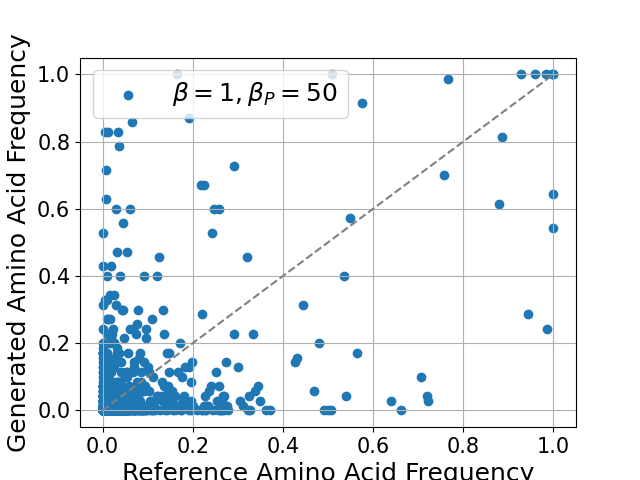 Generated Amino Acid Frequency
1.0
0.8
0.6
0.4
0.2
0.0
β = 1, β_P = 50
0.0 0.2 0.4 0.6 0.8 1.0
Reference Amino Acid Frequency